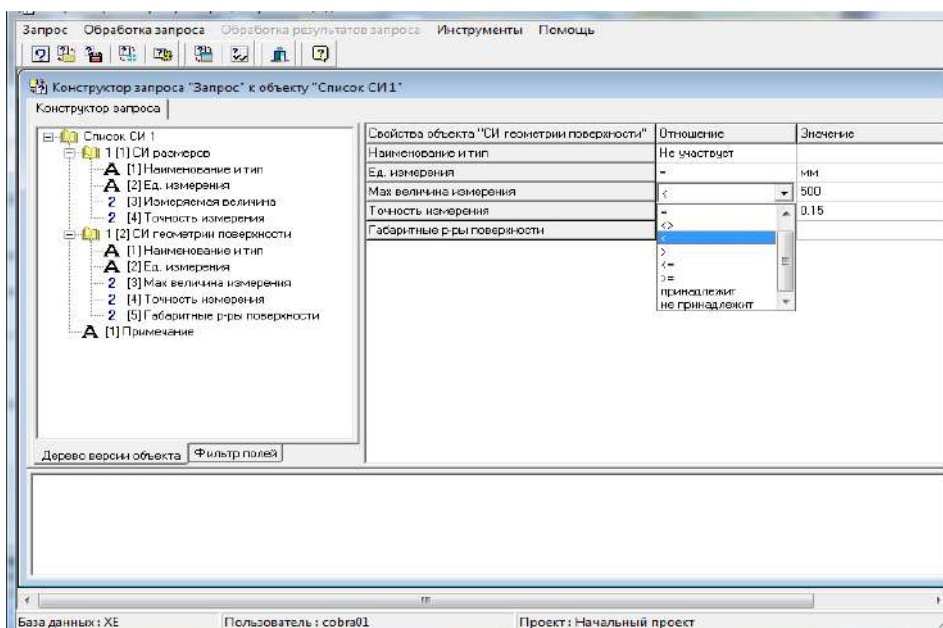 Запрос Обработка запроса Обработка результатов запроса Инструменты Помощь
Конструктор запроса "Запрос" к объекту "Список СИ 1"
Конструктор запроса
Список СИ 1
1 [1] СИ размеров
A [1] Наименование и тип
A [2] Ед. измерения
2 [3] Измеряемая величина
2 [4] Точность измерения
1 [2] СИ геометрии поверхности
A [1] Наименование и тип
A [2] Ед. измерения
2 [3] Мах величина измерения
2 [4] Точность измерения
2 [5] Габаритные р-ры поверхности
A [1] Примечание
Дерево версии объекта Фильтр полей
Свойства объекта "СИ геометрии поверхности" Отношение Значение
Наименование и тип Не участвует
Ед. измерения = мм
Мах величина измерения < 500
Точность измерения 0.15
Габаритные р-ры поверхности
=
<>
<
>
<=
>=
принадлежит
не принадлежит
База данных : XE Пользователь : cobra01 Проект : Начальный проект